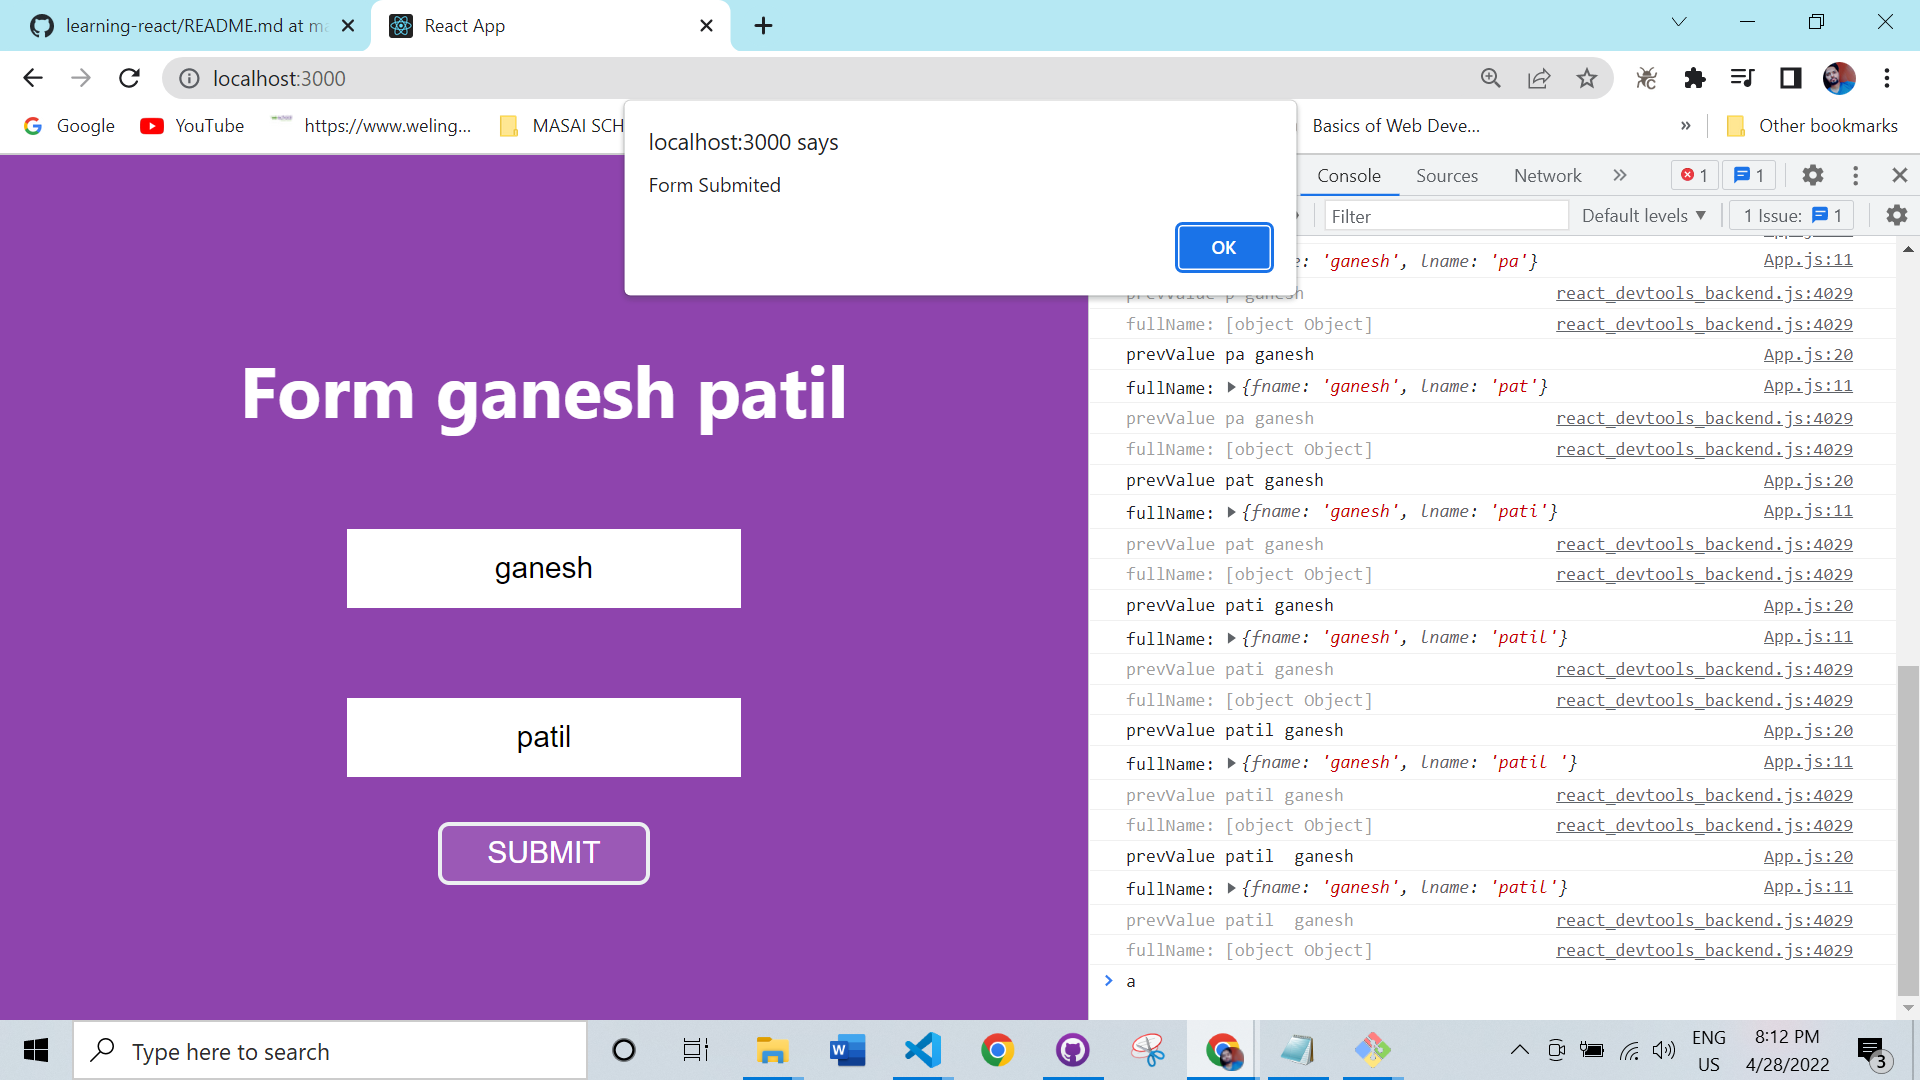 learning-react/README.md at ma
React App
localhost:3000
Google
YouTube
https://www.weling...
MASAI SCH
Basics of Web Deve...
»
Other bookmarks
localhost:3000 says
Form Submited
OK
Form ganesh patil
ganesh
patil
SUBMIT
Console
Sources
Network
»
1
1
Filter
Default levels ▼
1 Issue: 1
: 'ganesh', lname: 'pa'} App.js:11
prevValue p ganesh react_devtools_backend.js:4029
fullName: [object Object] react_devtools_backend.js:4029
prevValue pa ganesh App.js:20
fullName: ▶{fname: 'ganesh', lname: 'pat'} App.js:11
prevValue pa ganesh react_devtools_backend.js:4029
fullName: [object Object] react_devtools_backend.js:4029
prevValue pat ganesh App.js:20
fullName: ▶{fname: 'ganesh', lname: 'pati'} App.js:11
prevValue pat ganesh react_devtools_backend.js:4029
fullName: [object Object] react_devtools_backend.js:4029
prevValue pati ganesh App.js:20
fullName: ▶{fname: 'ganesh', lname: 'patil'} App.js:11
prevValue pati ganesh react_devtools_backend.js:4029
fullName: [object Object] react_devtools_backend.js:4029
prevValue patil ganesh App.js:20
fullName: ▶{fname: 'ganesh', lname: 'patil '} App.js:11
prevValue patil ganesh react_devtools_backend.js:4029
fullName: [object Object] react_devtools_backend.js:4029
prevValue patil  ganesh App.js:20
fullName: ▶{fname: 'ganesh', lname: 'patil'} App.js:11
prevValue patil  ganesh react_devtools_backend.js:4029
fullName: [object Object] react_devtools_backend.js:4029
> a
Type here to search
ENG
US
8:12 PM
4/28/2022
3